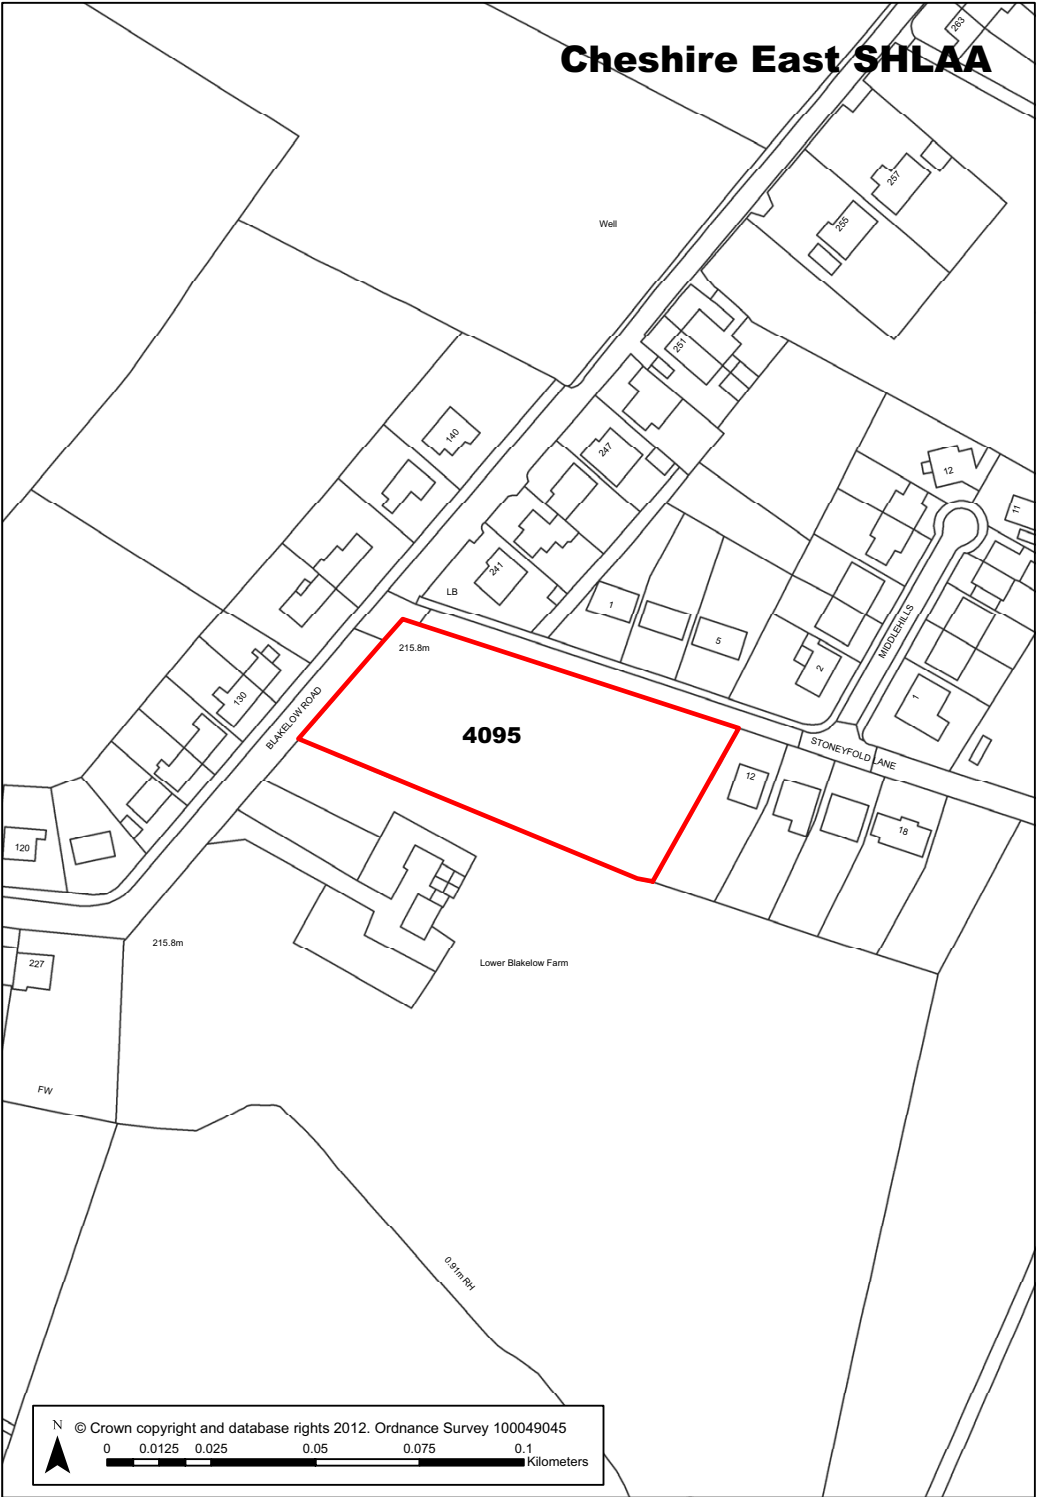 Cheshire East SHLAA
263
257
255
Well
251
140
247
12
11
241
LB
1
5
MIDDLEHILLS
2
215.8m
130
BLAKELOW ROAD
1
4095
STONEYFOLD LANE
12
18
120
215.8m
227
Lower Blakelow Farm
FW
0.91m RH
N
© Crown copyright and database rights 2012. Ordnance Survey 100049045
0 0.0125 0.025 0.05 0.075 0.1
Kilometers